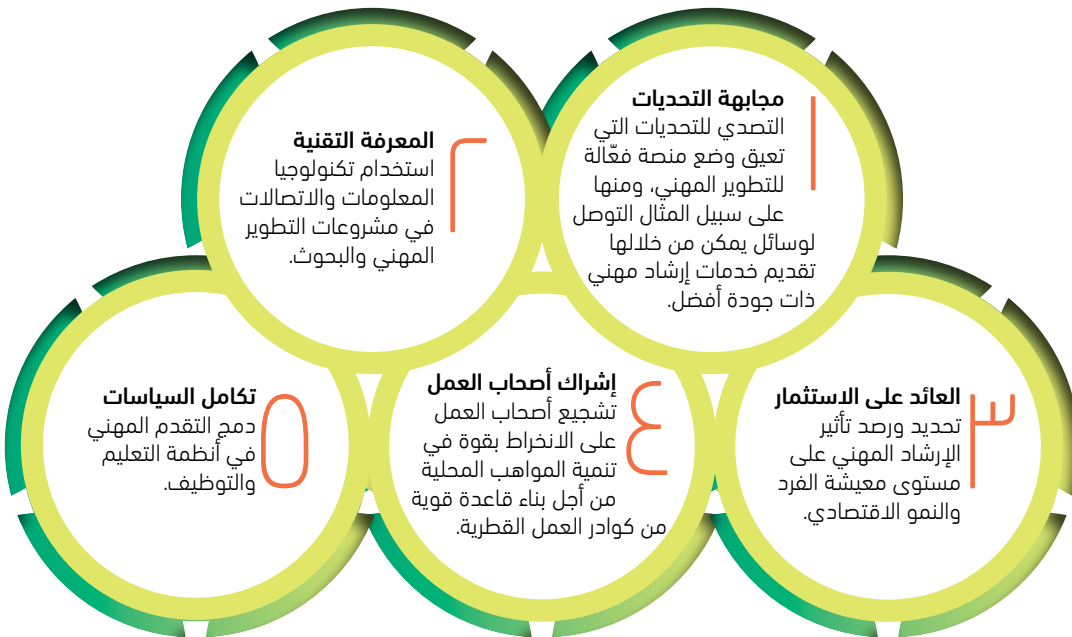 ١
مجابهة التحديات
التصدي للتحديات التي
تعيق وضع منصة فعّالة
للتطوير المهني، ومنها
على سبيل المثال التوصل
لوسائل يمكن من خلالها
تقديم خدمات إرشاد مهني
ذات جودة أفضل.
٢
المعرفة التقنية
استخدام تكنولوجيا
المعلومات والاتصالات
في مشروعات التطوير
المهني والبحوث.
٣
العائد على الاستثمار
تحديد ورصد تأثير
الإرشاد المهني على
مستوى معيشة الفرد
والنمو الاقتصادي.
٤
إشراك أصحاب العمل
تشجيع أصحاب العمل
على الانخراط بقوة في
تنمية المواهب المحلية
من أجل بناء قاعدة قوية
من كوادر العمل القطرية.
٥
تكامل السياسات
دمج التقدم المهني
في أنظمة التعليم
والتوظيف.